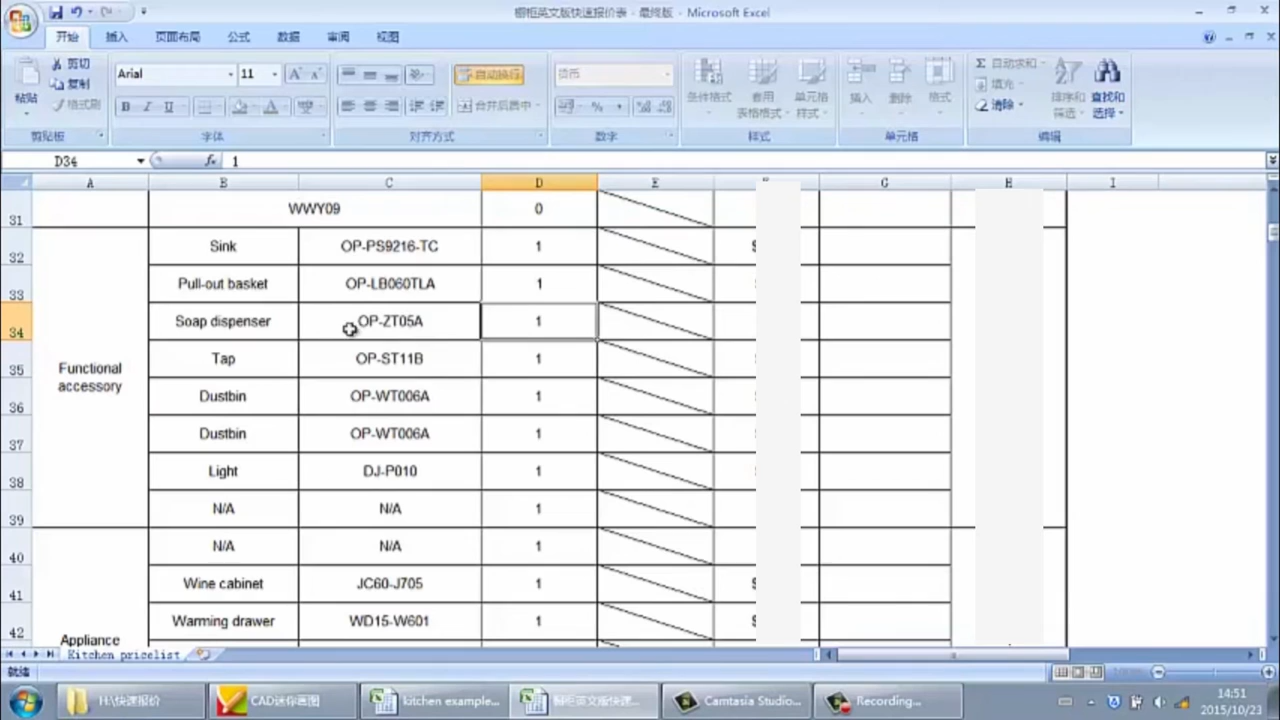 橱柜英文版快速报价表 - 最终版 - Microsoft Excel
开始 插入 页面布局 公式 数据 审阅 视图
剪切
复制
格式刷
粘贴
Arial 11
B I U
自动换行
合并后居中
货币
条件格式 套用表格格式 单元格样式
插入 删除 格式
自动求和
填充
清除
排序和筛选 查找和选择
剪贴板 字体 对齐方式 数字 样式 单元格 编辑
D34 fx 1
A B C D E G H I
31 WWY09 0
32 Sink OP-PS9216-TC 1
33 Pull-out basket OP-LB060TLA 1
34 Soap dispenser OP-ZT05A 1
35 Tap OP-ST11B 1
Functional accessory
36 Dustbin OP-WT006A 1
37 Dustbin OP-WT006A 1
38 Light DJ-P010 1
39 N/A N/A 1
40 N/A N/A 1
41 Wine cabinet JC60-J705 1
42 Warming drawer WD15-W601 1
Appliance
Kitchen pricelist
就绪
H:\快速报价 CAD迷你画图 kitchen example... 橱柜英文版快速... Camtasia Studio... Recording...
14:51
2015/10/23